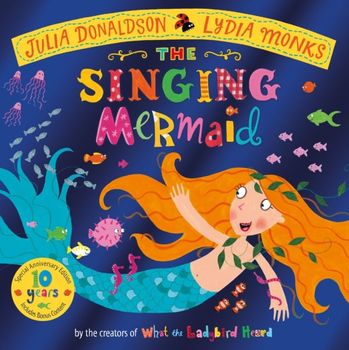 JULIA DONALDSON LYDIA MONKS
THE
SINGING
MERMAID
Special Anniversary Edition
10
years
Includes Bonus Content
by the creators of What the Ladybird Heard